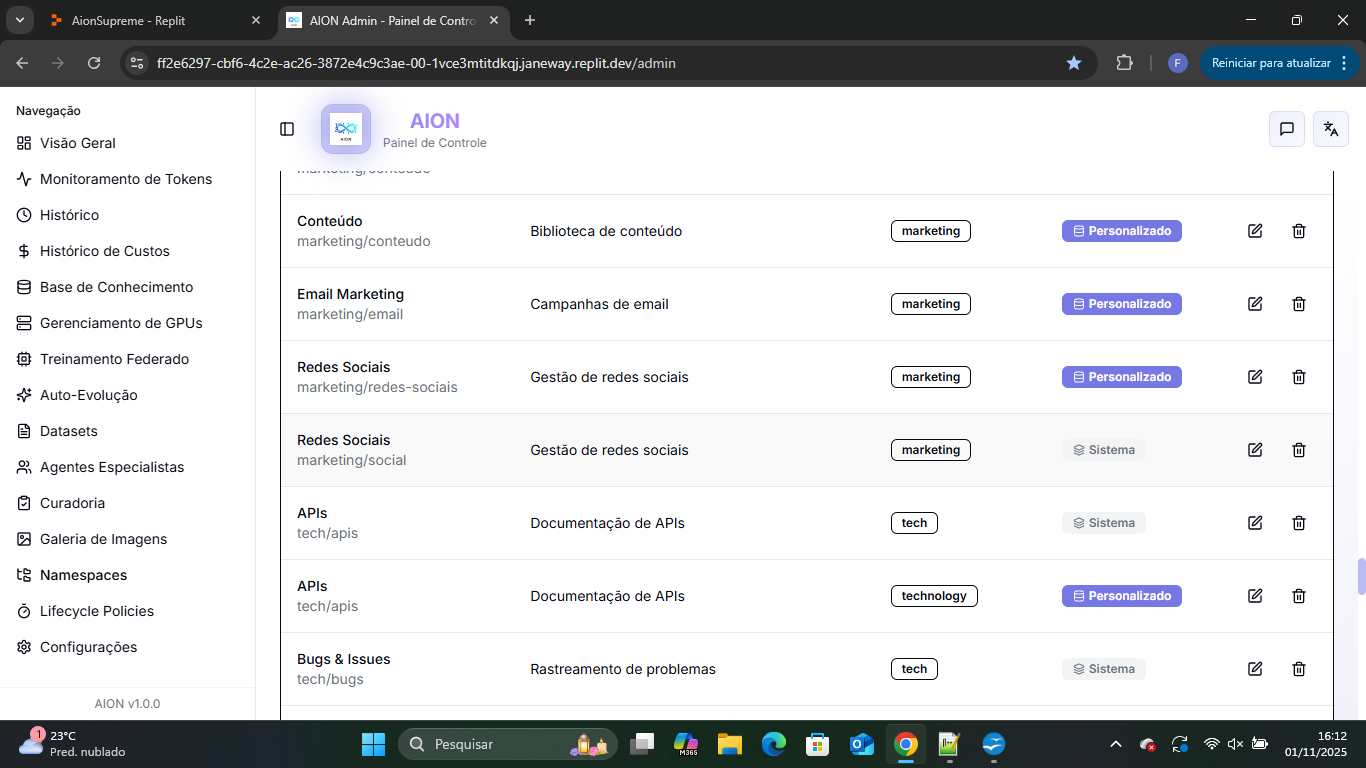 AionSupreme - Replit
AION Admin - Painel de Contro
ff2e6297-cbf6-4c2e-ac26-3872e4c9c3ae-00-1vce3mtitdkqj.janeway.replit.dev/admin
F
Reiniciar para atualizar
Navegação
Visão Geral
Monitoramento de Tokens
Histórico
Histórico de Custos
Base de Conhecimento
Gerenciamento de GPUs
Treinamento Federado
Auto-Evolução
Datasets
Agentes Especialistas
Curadoria
Galeria de Imagens
Namespaces
Lifecycle Policies
Configurações
AION v1.0.0
AION
AION
Painel de Controle
marketing/conteudo
Conteúdo
marketing/conteudo
Biblioteca de conteúdo
marketing
Personalizado
Email Marketing
marketing/email
Campanhas de email
marketing
Personalizado
Redes Sociais
marketing/redes-sociais
Gestão de redes sociais
marketing
Personalizado
Redes Sociais
marketing/social
Gestão de redes sociais
marketing
Sistema
APIs
tech/apis
Documentação de APIs
tech
Sistema
APIs
tech/apis
Documentação de APIs
technology
Personalizado
Bugs & Issues
tech/bugs
Rastreamento de problemas
tech
Sistema
1
23°C
Pred. nublado
Pesquisar
M365
16:12
01/11/2025